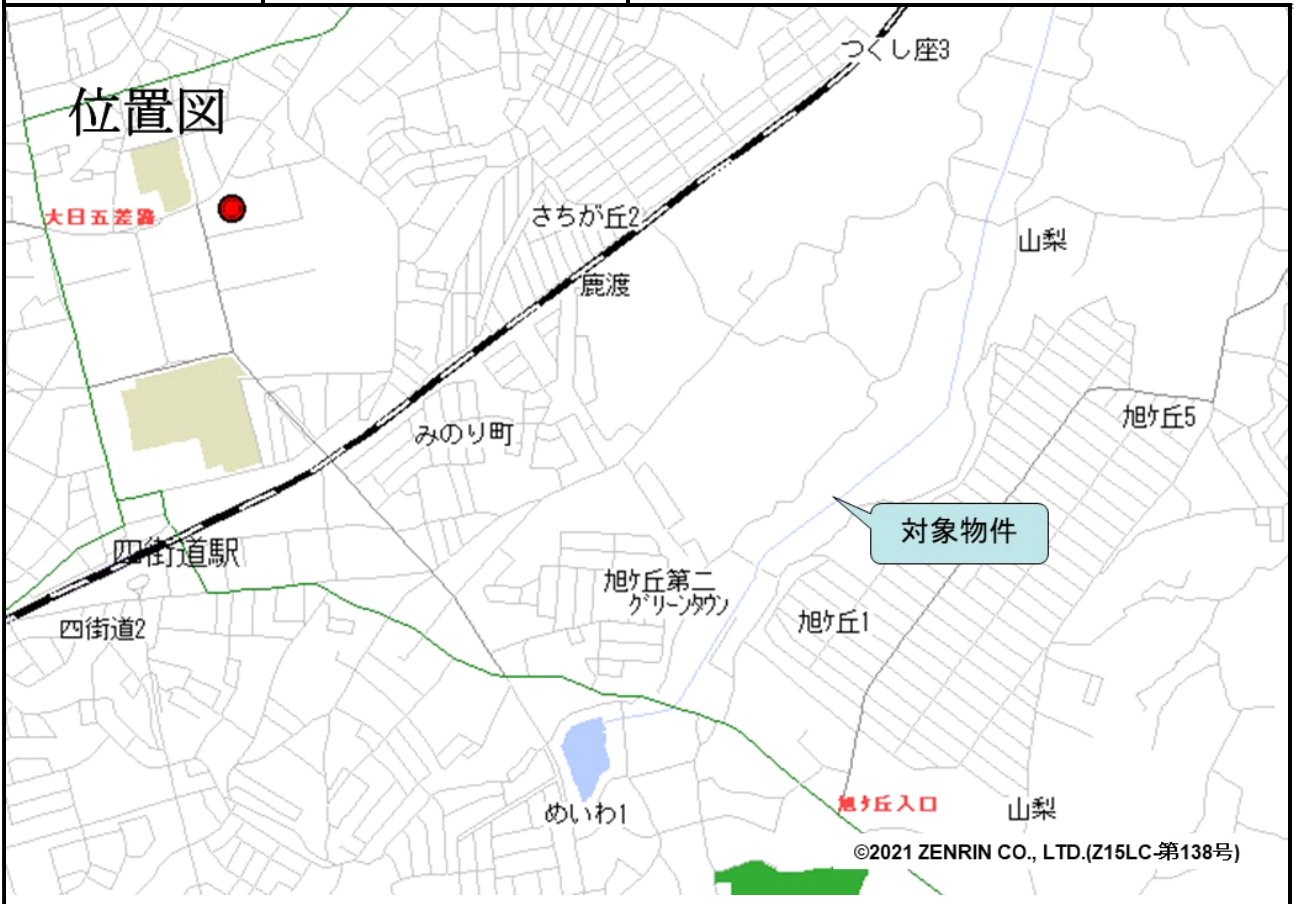 つくし座3
位置図
大日五差路
さちが丘2
山梨
鹿渡
旭ケ丘5
みのり町
対象物件
四街道駅
旭ケ丘第二
グリーンタウン
旭ケ丘1
四街道2
旭ケ丘入口
山梨
めいわ1
©2021 ZENRIN CO., LTD.(Z15LC-第138号)